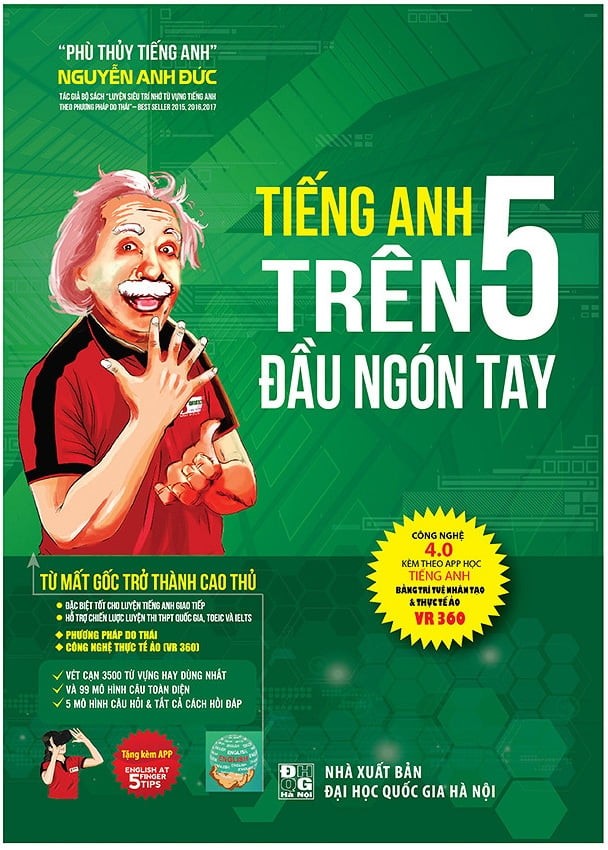 “PHÙ THỦY TIẾNG ANH”
NGUYỄN ANH ĐỨC
TÁC GIẢ BỘ SÁCH “LUYỆN SIÊU TRÍ NHỚ TỪ VỰNG TIẾNG ANH
THEO PHƯƠNG PHÁP DO THÁI”– BEST SELLER 2015, 2016,2017
TIẾNG ANH
TRÊN 5
ĐẦU NGÓN TAY
CÔNG NGHỆ
4.0
KÈM THEO APP HỌC
TIẾNG ANH
BẰNG TRÍ TUỆ NHÂN TẠO
& THỰC TẾ ẢO
VR 360
TỪ MẤT GỐC TRỞ THÀNH CAO THỦ
ĐẶC BIỆT TỐT CHO LUYỆN TIẾNG ANH GIAO TIẾP
HỖ TRỢ CHIẾN LƯỢC LUYỆN THI THPT QUỐC GIA, TOEIC VÀ IELTS
PHƯƠNG PHÁP DO THÁI
CÔNG NGHỆ THỰC TẾ ẢO (VR 360)
VÉT CẠN 3500 TỪ VỰNG HAY DÙNG NHẤT
VÀ 99 MÔ HÌNH CÂU TOÀN DIỆN
5 MÔ HÌNH CÂU HỎI & TẤT CẢ CÁCH HỒI ĐÁP
Tặng kèm APP
ENGLISH AT
5 FINGER
TIPS
ENGLISH
ĐHQG
Hà Nội
NHÀ XUẤT BẢN
ĐẠI HỌC QUỐC GIA HÀ NỘI